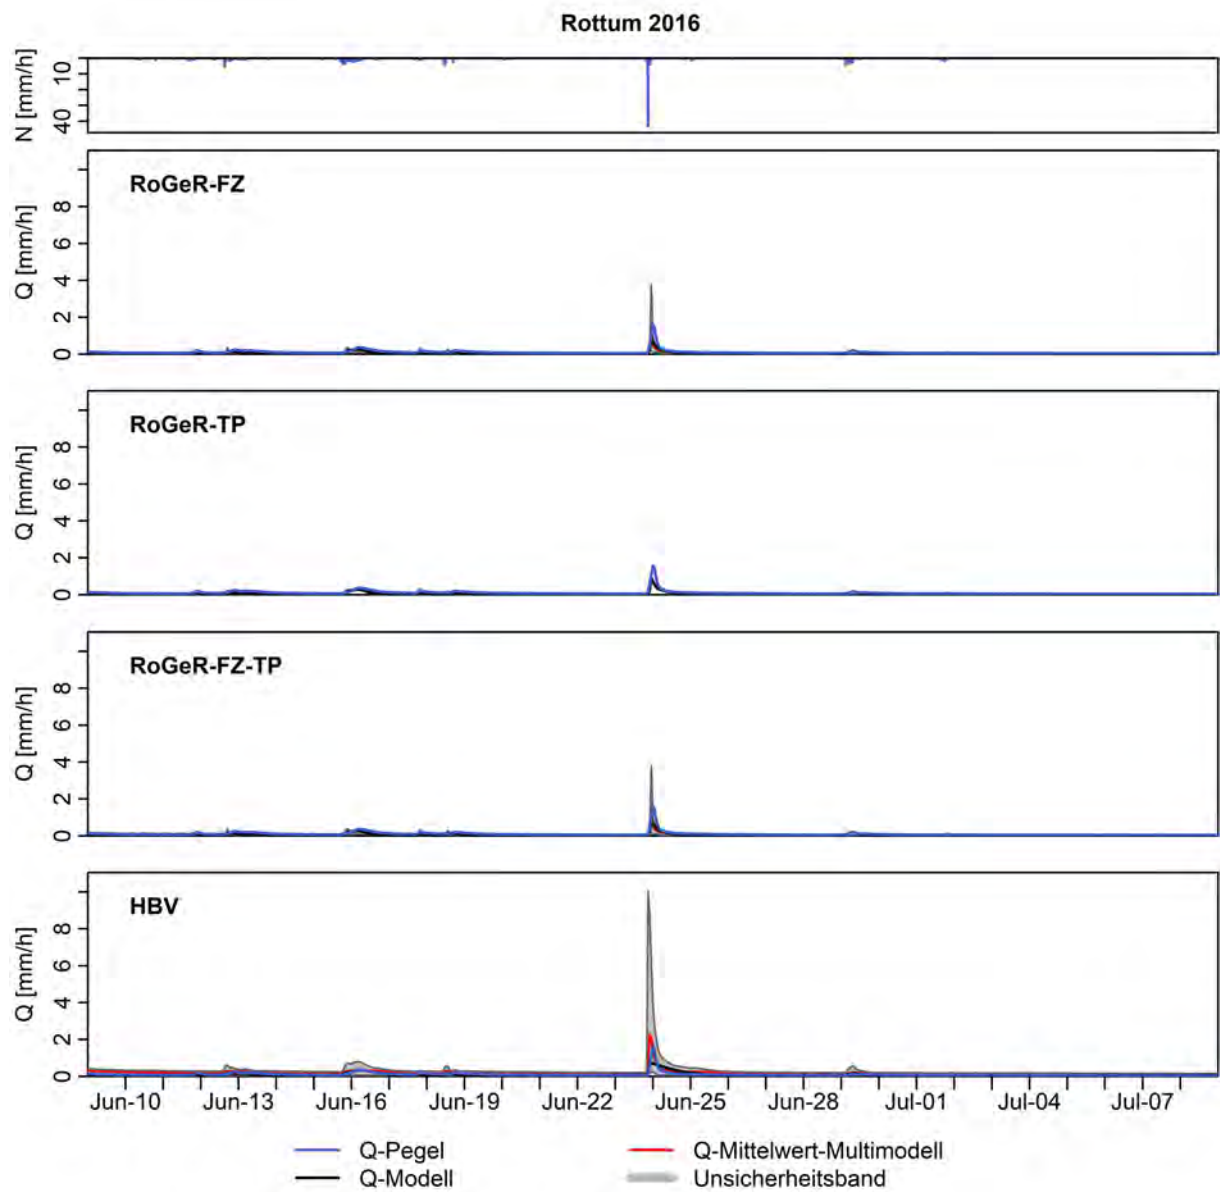 Rottum 2016
N [mm/h]
10
40
RoGeR-FZ
Q [mm/h]
8
6
4
2
0
RoGeR-TP
Q [mm/h]
8
6
4
2
0
RoGeR-FZ-TP
Q [mm/h]
8
6
4
2
0
HBV
Q [mm/h]
8
6
4
2
0
Jun-10 Jun-13 Jun-16 Jun-19 Jun-22 Jun-25 Jun-28 Jul-01 Jul-04 Jul-07
Q-Pegel Q-Mittelwert-Multimodell
Q-Modell Unsicherheitsband